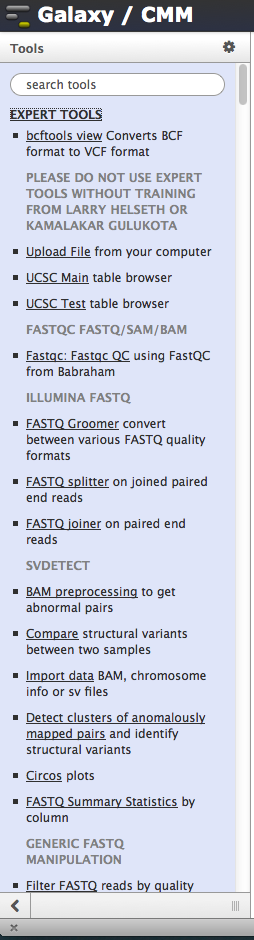 Galaxy / CMM
Tools
search tools
EXPERT TOOLS
bcftools view Converts BCF
format to VCF format
PLEASE DO NOT USE EXPERT
TOOLS WITHOUT TRAINING
FROM LARRY HELSETH OR
KAMALAKAR GULUKOTA
Upload File from your computer
UCSC Main table browser
UCSC Test table browser
FASTQC FASTQ/SAM/BAM
Fastqc: Fastqc QC using FastQC
from Babraham
ILLUMINA FASTQ
FASTQ Groomer convert
between various FASTQ quality
formats
FASTQ splitter on joined paired
end reads
FASTQ joiner on paired end
reads
SVDETECT
BAM preprocessing to get
abnormal pairs
Compare structural variants
between two samples
Import data BAM, chromosome
info or sv files
Detect clusters of anomalously
mapped pairs and identify
structural variants
Circos plots
FASTQ Summary Statistics by
column
GENERIC FASTQ
MANIPULATION
Filter FASTQ reads by quality